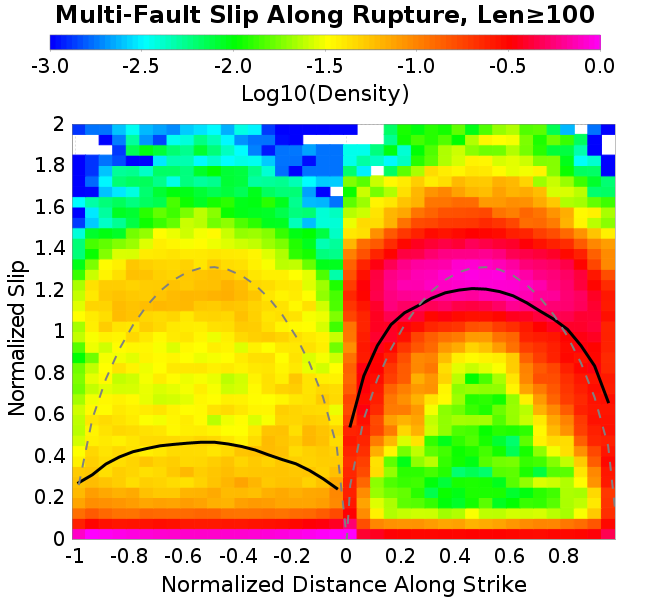 Multi-Fault Slip Along Rupture, Len≥100
-3.0 -2.5 -2.0 -1.5 -1.0 -0.5 0.0
Log10(Density)
2
1.8
1.6
1.4
1.2
1
0.8
0.6
0.4
0.2
0
Normalized Slip
-1 -0.8 -0.6 -0.4 -0.2 0 0.2 0.4 0.6 0.8
Normalized Distance Along Strike